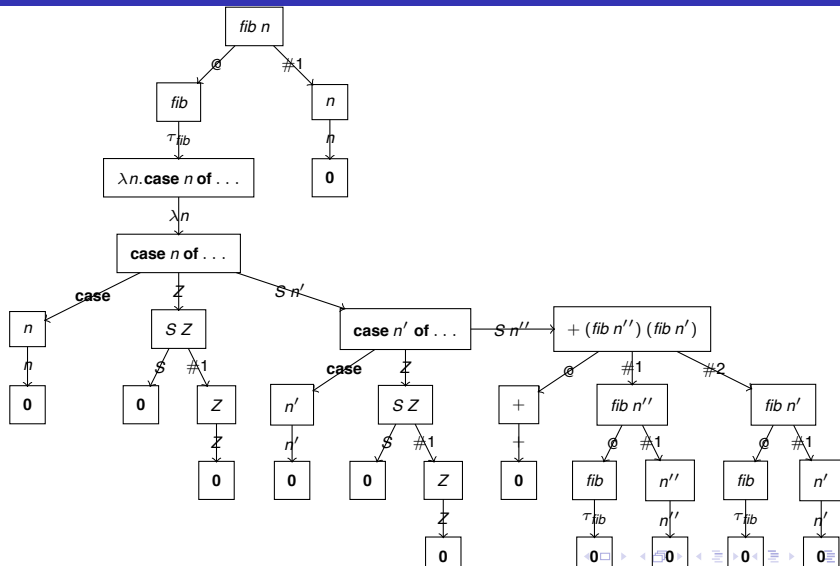 fib n
@ #1
fib n
τfib n
λn.case n of . . . 0
λn
case n of . . .
case Z S n′
n S Z case n′ of . . . S n′′ + (fib n′′) (fib n′)
n S #1 case Z @ #1 #2
0 0 Z n′ S Z + fib n′′ fib n′
Z n′ S #1 + @ #1 @ #1
0 0 0 Z 0 fib n′′ fib n′
Z τfib n′′ τfib n′
0 0 0 0 0